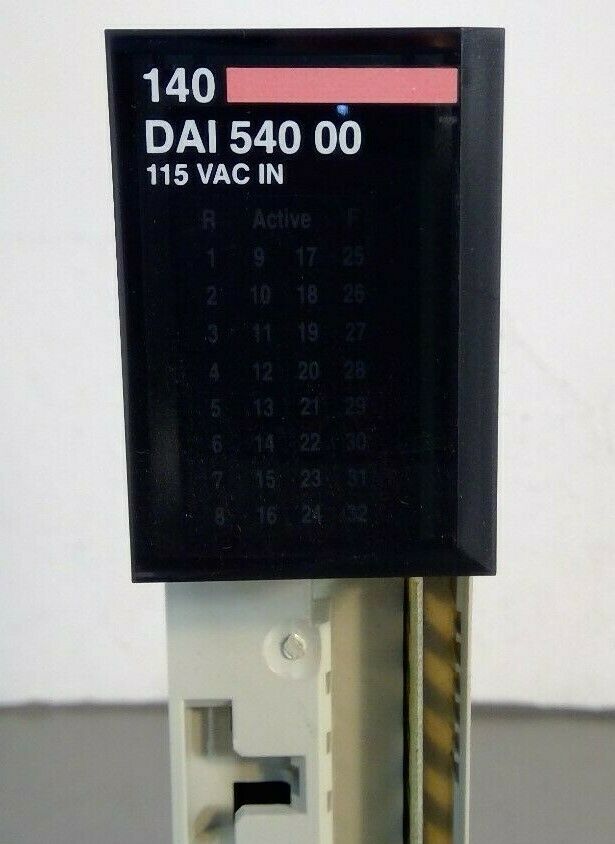 140
DAI 540 00
115 VAC IN
R Active F
1 9 17 25
2 10 18 26
3 11 19 27
4 12 20 28
5 13 21 29
6 14 22 30
7 15 23 31
8 16 24 32